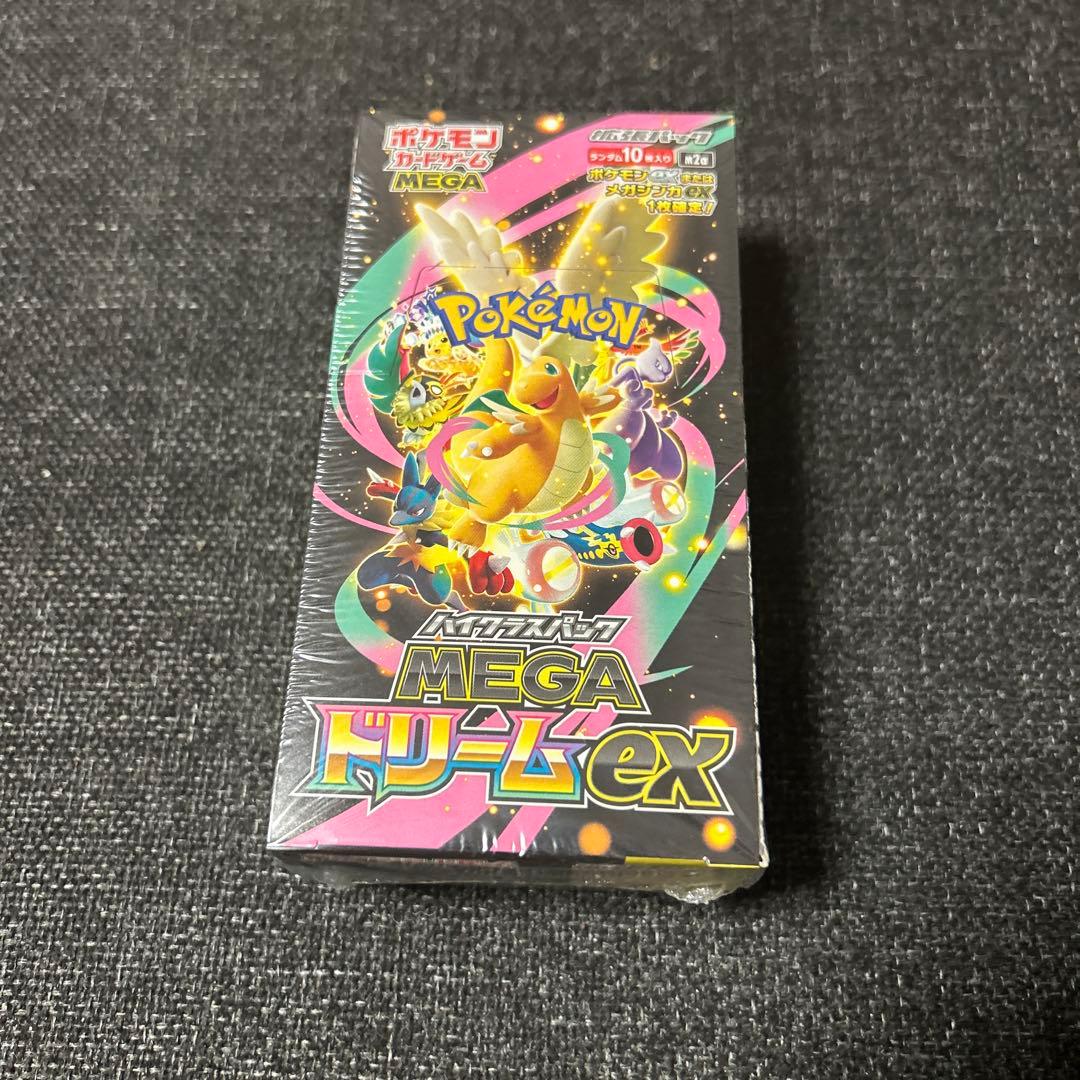 ポケモン
カードゲーム
MEGA
拡張パック
ランダム10枚入り
ポケモンexまたは
メガシンカex
1枚確定!
POKéMON
ハイクラスパック
MEGA
ドリームex